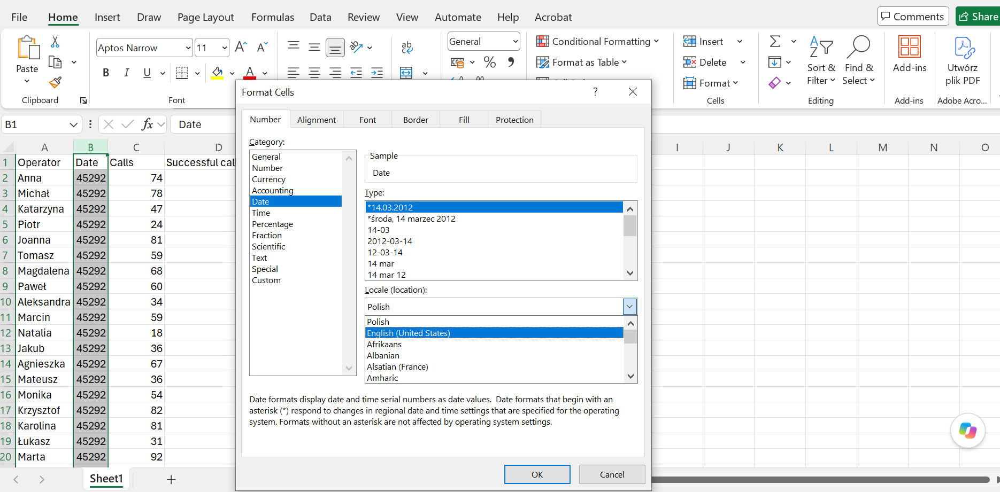 File Home Insert Draw Page Layout Formulas Data Review View Automate Help Acrobat Comments Share
Paste
Clipboard
Aptos Narrow 11
B I U A
Font
ab
General
%
Conditional Formatting
Format as Table
Insert
Delete
Format
Cells
Sort &
Filter
Find &
Select
Editing
Add-ins
Add-ins
Utwórz
plik PDF
Adobe Acro...
B1 fx Date
A B C D I J K L M N O
1 Operator Date Calls Successful cal
2 Anna 45292 74
3 Michał 45292 78
4 Katarzyna 45292 47
5 Piotr 45292 24
6 Joanna 45292 81
7 Tomasz 45292 59
8 Magdalena 45292 68
9 Paweł 45292 60
10 Aleksandra 45292 34
11 Marcin 45292 59
12 Natalia 45292 18
13 Jakub 45292 36
14 Agnieszka 45292 67
15 Mateusz 45292 36
16 Monika 45292 54
17 Krzysztof 45292 82
18 Karolina 45292 81
19 Łukasz 45292 31
20 Marta 45292 92
Sheet1
Format Cells ?
Number Alignment Font Border Fill Protection
Category:
General
Number
Currency
Accounting
Date
Time
Percentage
Fraction
Scientific
Text
Special
Custom
Sample
Date
Type:
*14.03.2012
*środa, 14 marzec 2012
14-03
2012-03-14
12-03-14
14 mar
14 mar 12
Locale (location):
Polish
Polish
English (United States)
Afrikaans
Albanian
Alsatian (France)
Amharic
Date formats display date and time serial numbers as date values. Date formats that begin with an
asterisk (*) respond to changes in regional date and time settings that are specified for the operating
system. Formats without an asterisk are not affected by operating system settings.
OK Cancel